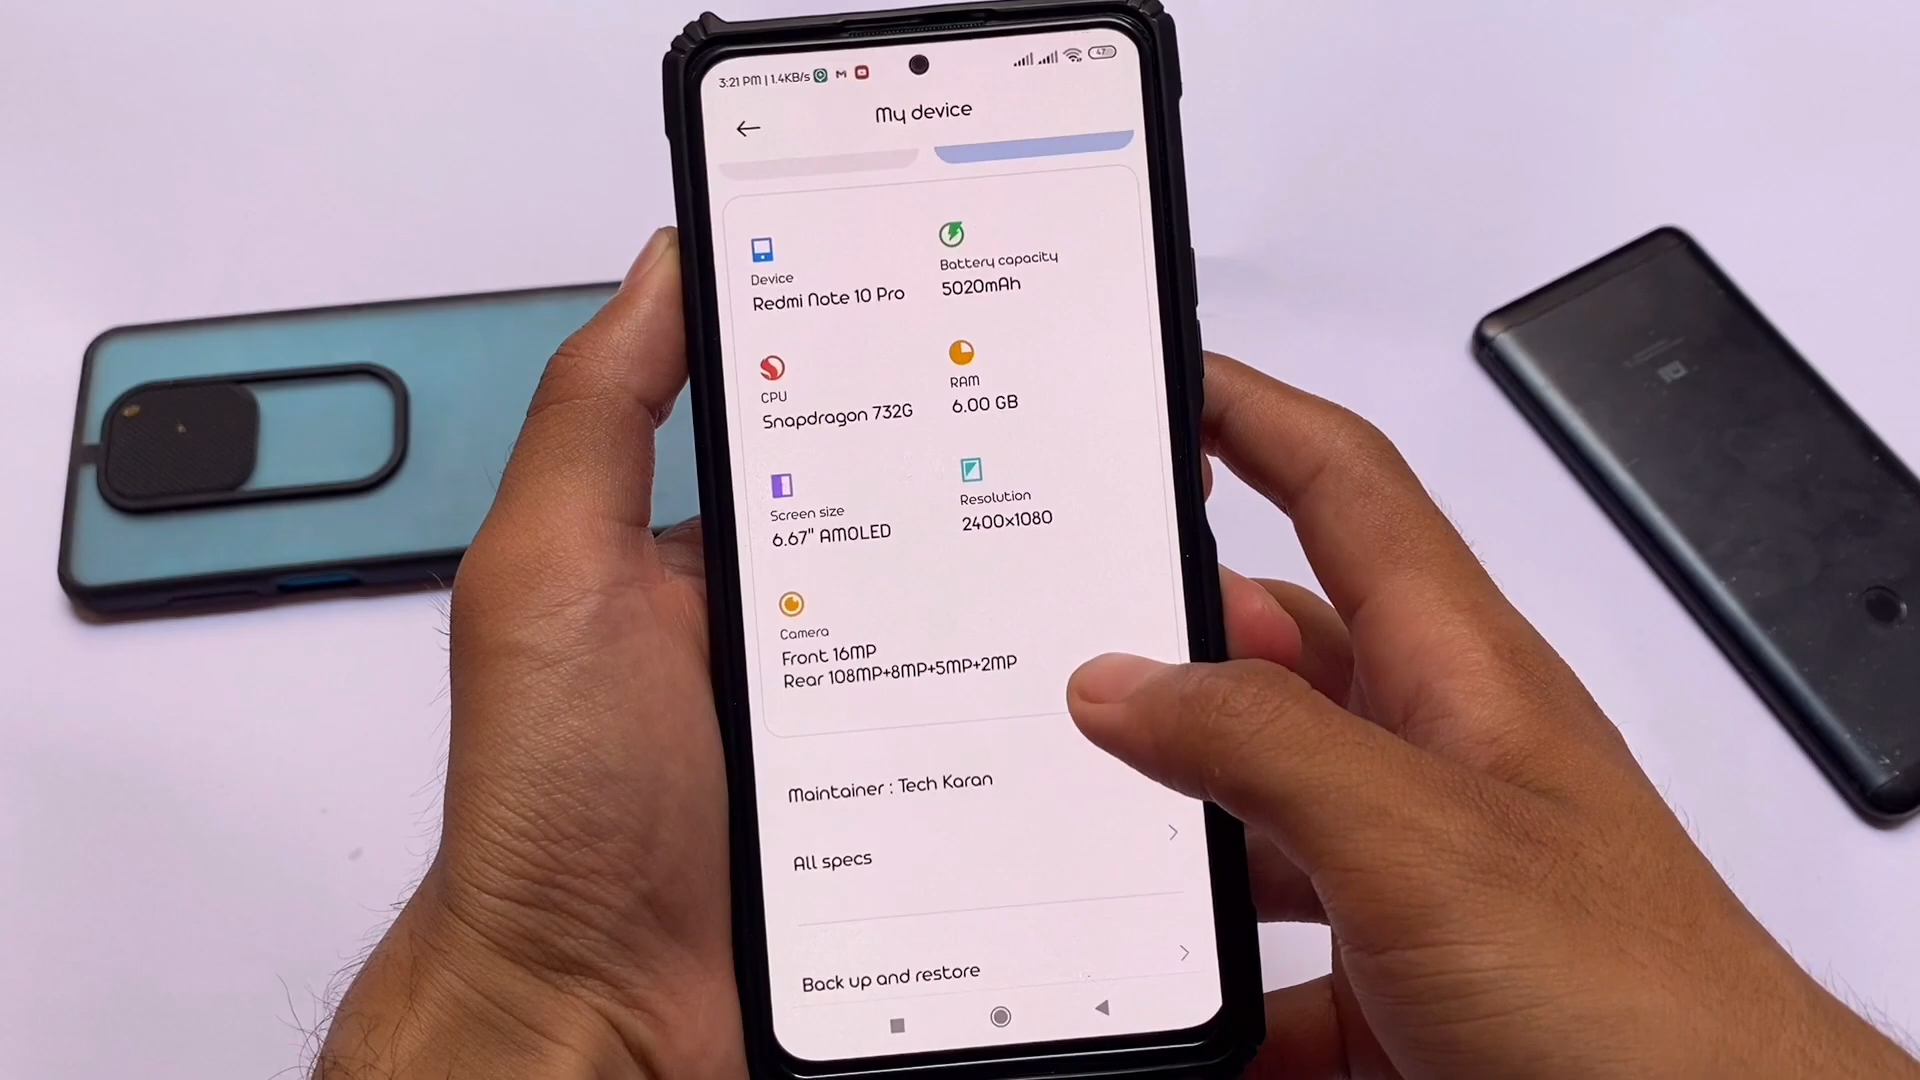 3:21 PM | 1.4KB/s
47
My device
Device
Redmi Note 10 Pro
Battery capacity
5020mAh
CPU
Snapdragon 732G
RAM
6.00 GB
Screen size
6.67" AMOLED
Resolution
2400x1080
Camera
Front 16MP
Rear 108MP+8MP+5MP+2MP
Maintainer : Tech Karan
All specs
Back up and restore